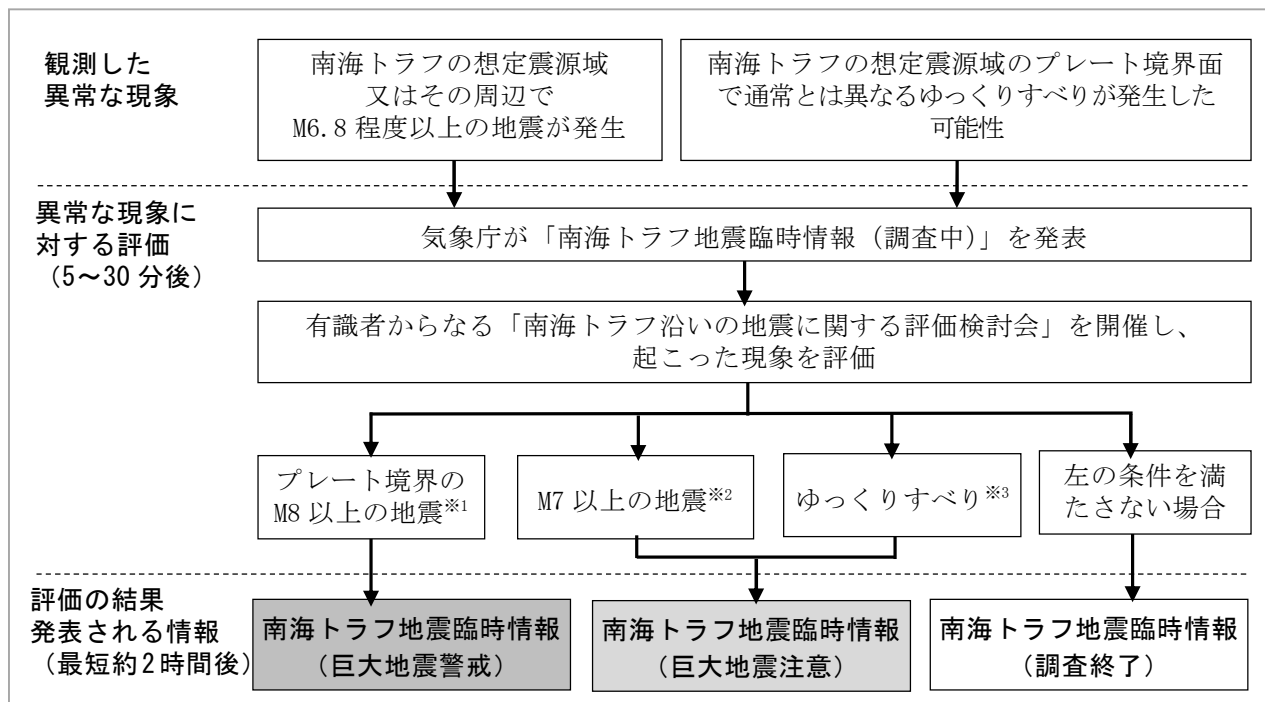 観測した
異常な現象
南海トラフの想定震源域
又はその周辺で
M6.8 程度以上の地震が発生
南海トラフの想定震源域のプレート境界面
で通常とは異なるゆっくりすべりが発生した
可能性
異常な現象に
対する評価
（5～30 分後）
気象庁が「南海トラフ地震臨時情報（調査中）」を発表
有識者からなる「南海トラフ沿いの地震に関する評価検討会」を開催し、
起こった現象を評価
プレート境界の
M8 以上の地震※1
M7 以上の地震※2
ゆっくりすべり※3
左の条件を満
たさない場合
評価の結果
発表される情報
（最短約2時間後）
南海トラフ地震臨時情報
（巨大地震警戒）
南海トラフ地震臨時情報
（巨大地震注意）
南海トラフ地震臨時情報
（調査終了）